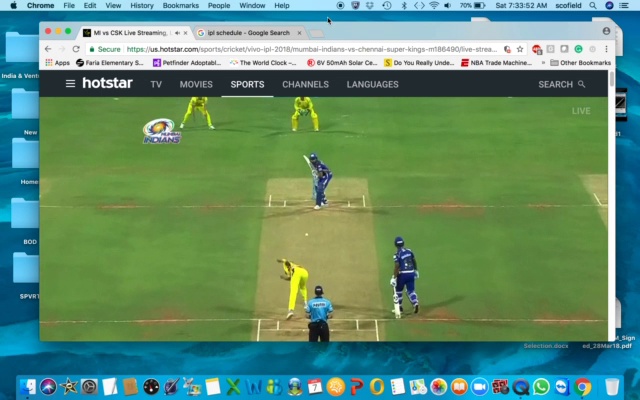 Chrome File Edit View History Bookmarks People Window Help 70% Sat 7:33:52 AM scofield
MI vs CSK Live Streaming, ipl schedule - Google Search
Secure https://us.hotstar.com/sports/cricket/vivo-ipl-2018/mumbai-indians-vs-chennai-super-kings-m186490/live-strea...
Apps Faria Elementary S... Petfinder Adoptabl... The World Clock –... 6V 50mAh Solar Ce... Do You Really Unde... NBA Trade Machine... » Other Bookmarks
hotstar TV MOVIES SPORTS CHANNELS LANGUAGES SEARCH
LIVE
MUMBAI
INDIANS
paytm
India & Vent
New
Home
BOD
SPVRT
Selection.docx
ed_28Mar18.pdf
7